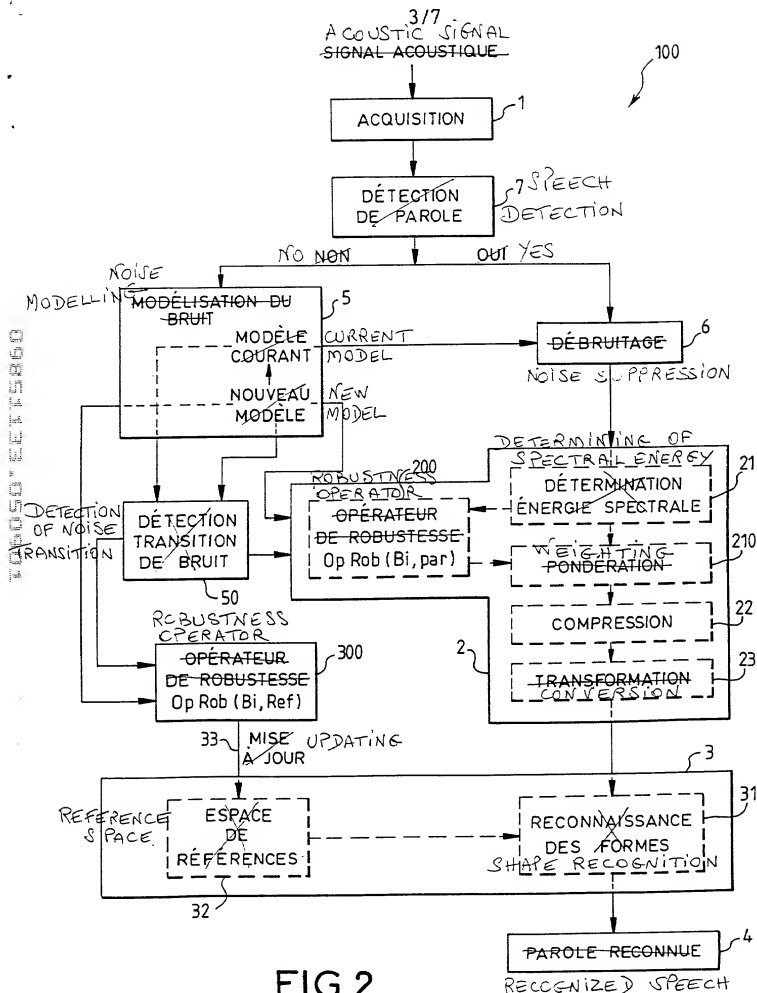 3/7
ACOUSTIC SIGNAL
SIGNAL ACOUSTIQUE
100
ACQUISITION
1
DÉTECTION
DE PAROLE
7
SPEECH
DETECTION
NO NON
OUI YES
NOISE
MODELLING
MODÉLISATION DU
BRUIT
5
MODÈLE
COURANT
CURRENT
MODEL
NOUVEAU
MODÈLE
NEW
MODEL
DÉBRUITAGE
6
NOISE SUPPRESSION
DETERMINING OF
SPECTRAL ENERGY
21
DÉTERMINATION
ÉNERGIE SPECTRALE
ROBUSTNESS
OPERATOR
200
OPÉRATEUR
DE ROBUSTESSE
Op Rob (Bi, par)
WEIGHTING
PONDÉRATION
210
COMPRESSION
22
TRANSFORMATION
CONVERSION
23
2
DETECTION
OF NOISE
TRANSITION
DÉTECTION
TRANSITION
DE BRUIT
50
ROBUSTNESS
OPERATOR
OPÉRATEUR
DE ROBUSTESSE
Op Rob (Bi, Ref)
300
33
MISE
À JOUR
UPDATING
3
REFERENCE
SPACE
ESPACE
DE
RÉFÉRENCES
32
RECONNAISSANCE
DES FORMES
SHAPE RECOGNITION
31
PAROLE RECONNUE
4
RECOGNIZED SPEECH
FIG.2